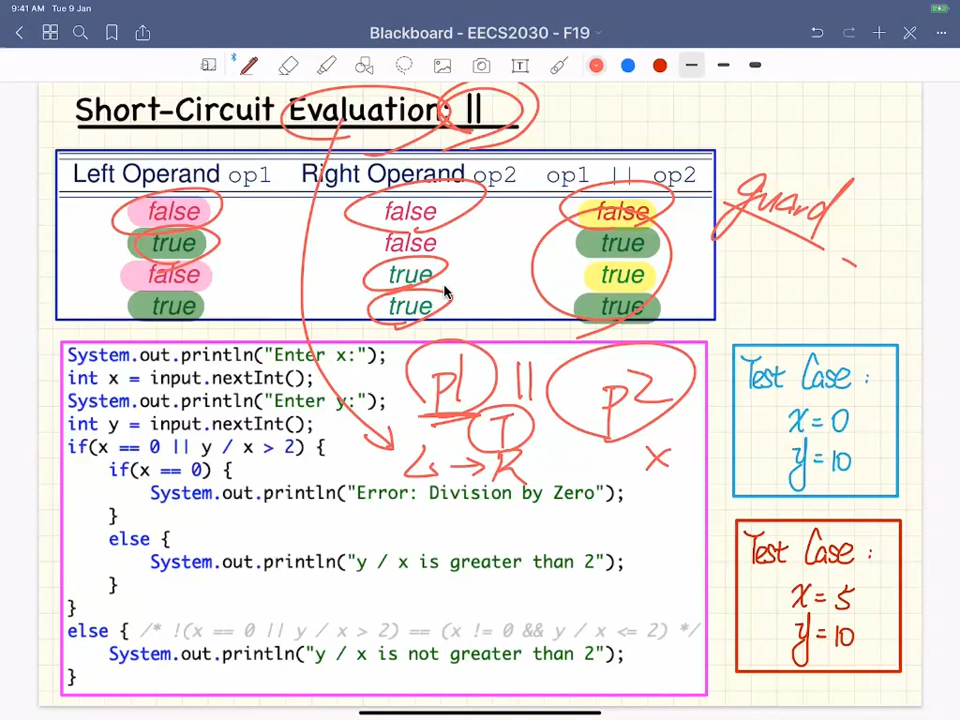 9:41 AM Tue 9 Jan
Blackboard - EECS2030 - F19
Short-Circuit Evaluation: ||
Left Operand op1 Right Operand op2 op1 || op2
false false false
true false true
false true true
true true true
guard
System.out.println("Enter x:");
int x = input.nextInt();
System.out.println("Enter y:");
int y = input.nextInt();
if(x == 0 || y / x > 2) {
if(x == 0) {
System.out.println("Error: Division by Zero");
}
else {
System.out.println("y / x is greater than 2");
}
}
else { /* !(x == 0 || y / x > 2) == (x != 0 && y / x <= 2) */
System.out.println("y / x is not greater than 2");
}
p1 || p2
T
L → R x
Test Case :
x = 0
y = 10
Test Case :
x = 5
y = 10